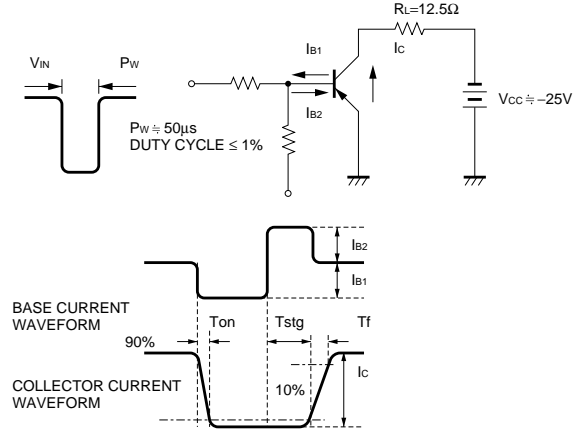 RL=12.5Ω
IB1
IC
VIN
PW
IB2
VCC ≒ −25V
PW ≒ 50μs
DUTY CYCLE ≤ 1%
IB2
IB1
BASE CURRENT
WAVEFORM
Ton
Tstg
Tf
90%
IC
10%
COLLECTOR CURRENT
WAVEFORM